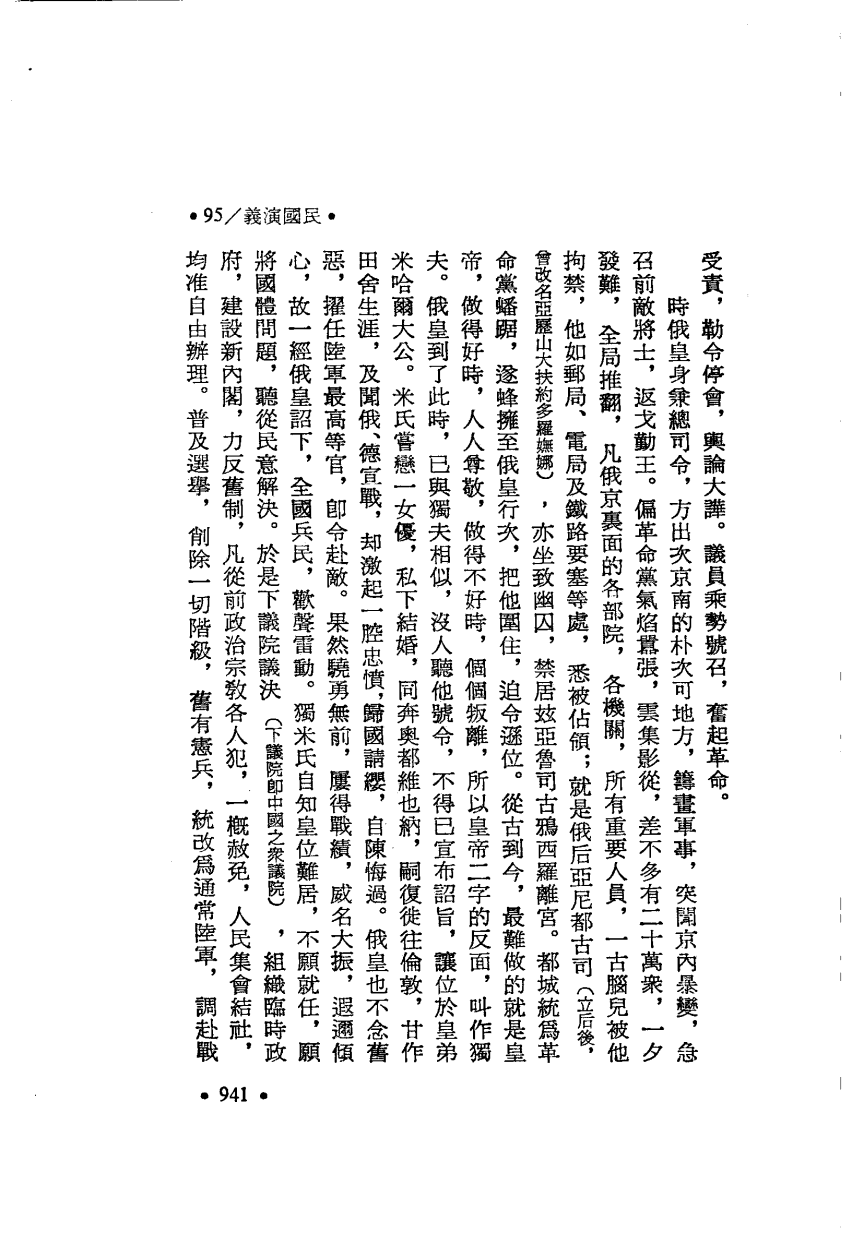 •95／義演國民•
受責，勒令停會，輿論大譁。議員乘勢號召，奮起革命。
時俄皇身兼總司令，方出次京南的朴次可地方，籌畫軍事，突聞京內暴變，急
召前敵將士，返戈勤王。偏革命黨氣焰囂張，雲集影從，差不多有二十萬衆，一夕
發難，全局推翻，凡俄京裏面的各部院，各機關，所有重要人員，一古腦兒被他
拘禁，他如郵局、電局及鐵路要塞等處，悉被佔領；就是俄后亞尼都古司（立后後，
曾改名亞歷山大扶約多羅嫵娜），亦坐致幽囚，禁居玆亞魯司古鴉西羅離宮。都城統爲革
命黨蟠踞，遂蜂擁至俄皇行次，把他圍住，迫令遜位。從古到今，最難做的就是皇
帝，做得好時，人人尊敬，做得不好時，個個叛離，所以皇帝二字的反面，叫作獨
夫。俄皇到了此時，已與獨夫相似，沒人聽他號令，不得已宣布詔旨，讓位於皇弟
米哈爾大公。米氏嘗戀一女優，私下結婚，同奔奧都維也納，嗣復徙往倫敦，甘作
田舍生涯，及聞俄、德宣戰，却激起一腔忠憤，歸國請纓，自陳悔過。俄皇也不念舊
惡，擢任陸軍最高等官，卽令赴敵。果然驍勇無前，屢得戰績，威名大振，遐邇傾
心，故一經俄皇詔下，全國兵民，歡聲雷動。獨米氏自知皇位難居，不願就任，願
將國體問題，聽從民意解決。於是下議院議決（下議院卽中國之衆議院），組織臨時政
府，建設新內閣，力反舊制，凡從前政治宗敎各人犯，一概赦免，人民集會結社，
均准自由辦理。普及選舉，削除一切階級，舊有憲兵，統改爲通常陸軍，調赴戰
•941•